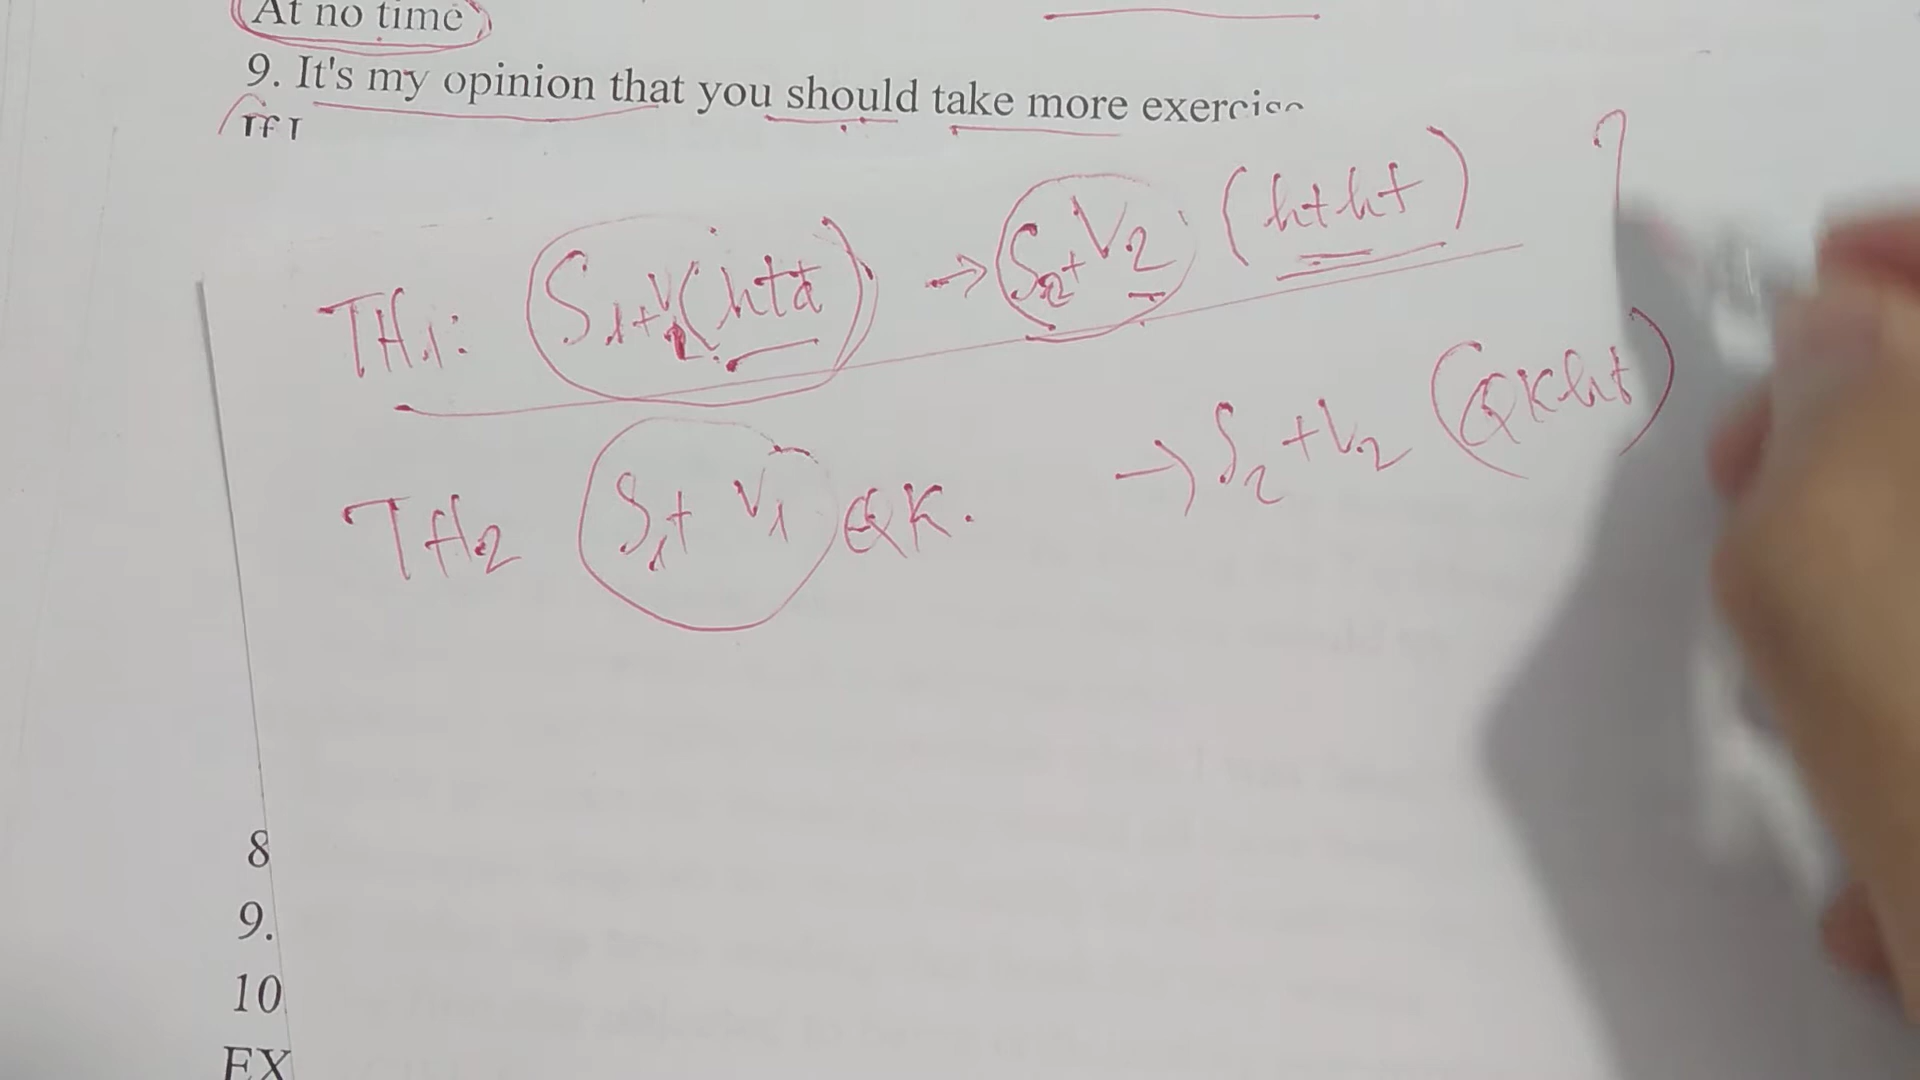 At no time
9. It's my opinion that you should take more exercise
If I
TH1: S1+V1(htđ) → S2+V2 (htht)
TH2 S1+ V1 QK. → S2+V2 (QKht)
8
9.
10
EX